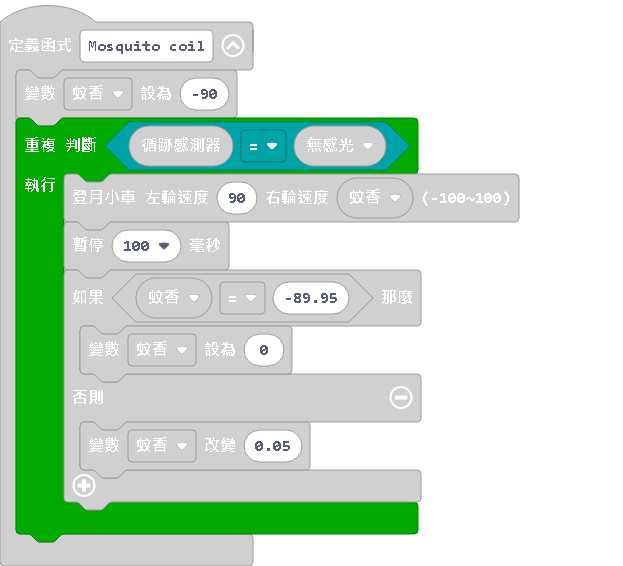 定義函式 Mosquito coil
變數 蚊香 設為 -90
重複 判斷 循跡感測器 = 無感光
執行
登月小車 左輪速度 90 右輪速度 蚊香 (-100~100)
暫停 100 毫秒
如果 蚊香 = -89.95 那麼
變數 蚊香 設為 0
否則
變數 蚊香 改變 0.05